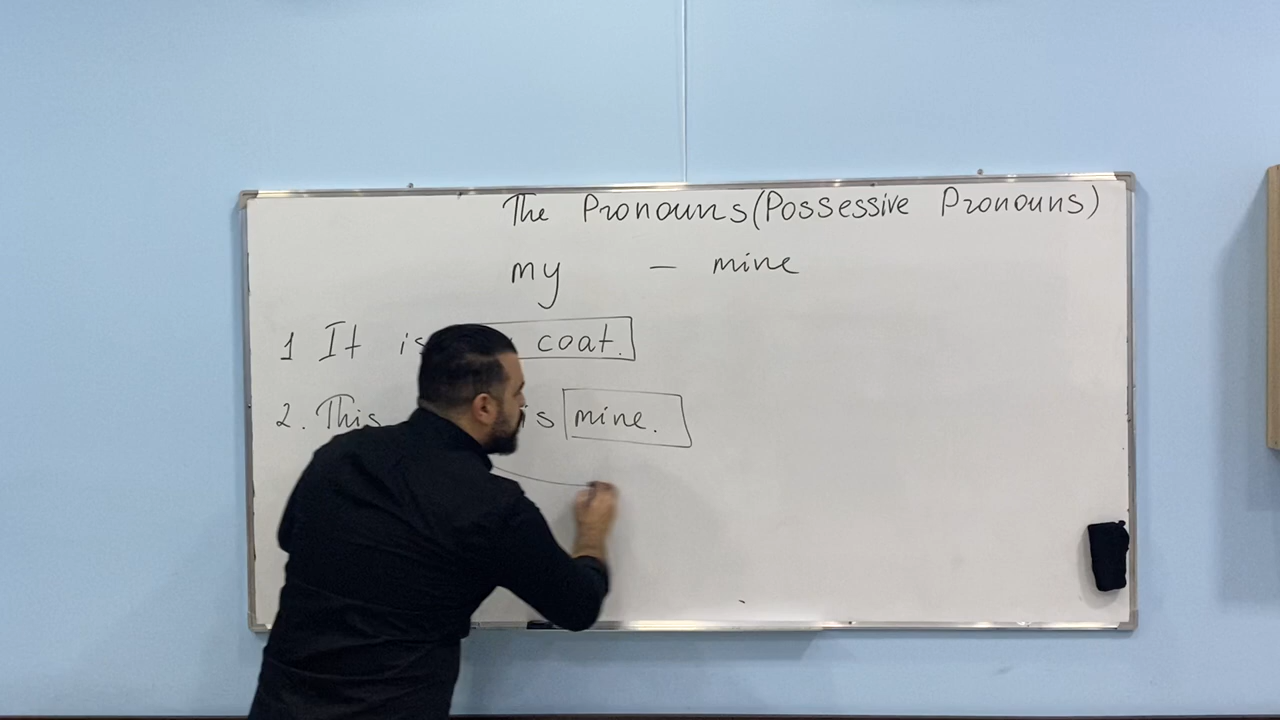 The Pronouns (Possessive Pronouns)
my — mine
1 It is coat.
2. This is mine.